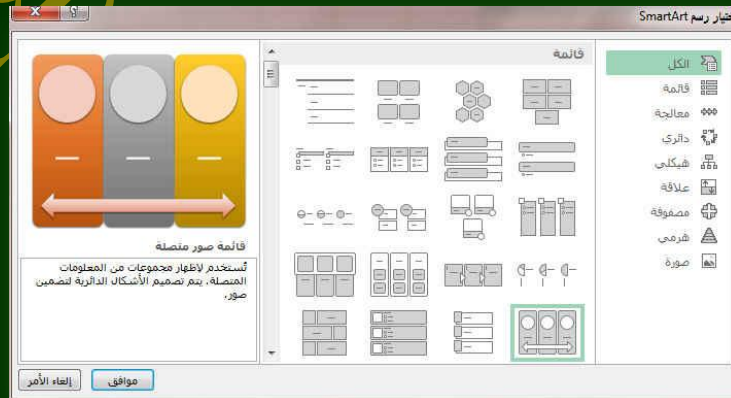 ختيار رسم SmartArt
الكل
قائمة
معالجة
دائري
هيكلي
علاقة
مصفوفة
هرمي
صورة
قائمة
قائمة صور متصلة
تُستخدم لإظهار مجموعات من المعلومات
المتصلة. يتم تصميم الأشكال الدائرية لتضمين
صور.
موافق
إلغاء الأمر